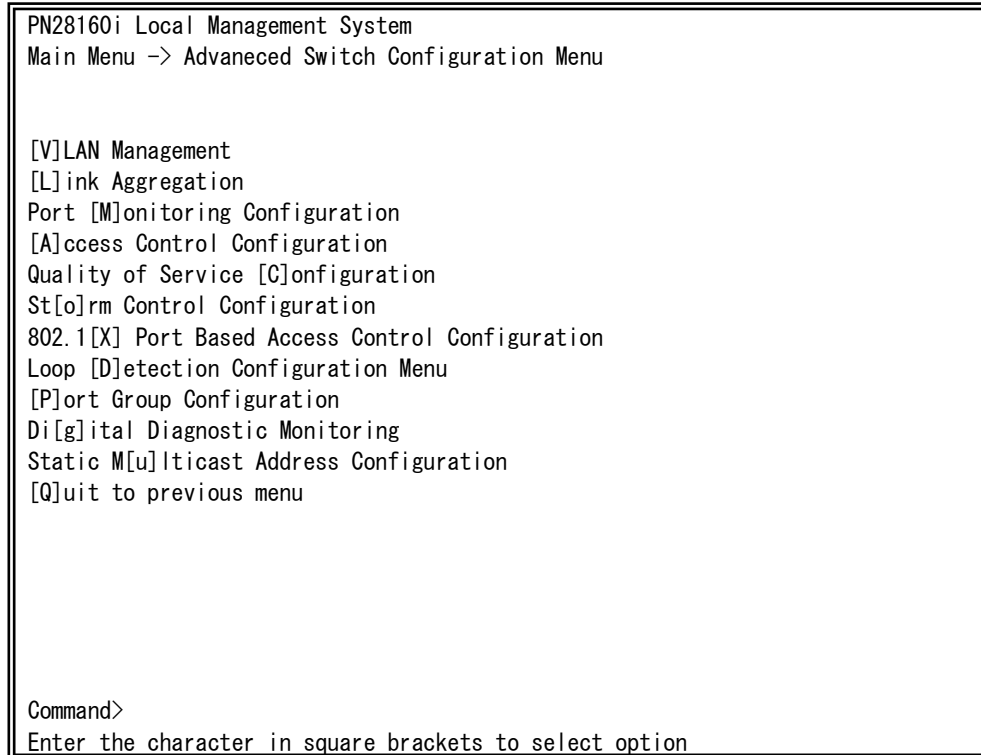 PN28160i Local Management System
Main Menu -> Advaneced Switch Configuration Menu
[V]LAN Management
[L]ink Aggregation
Port [M]onitoring Configuration
[A]ccess Control Configuration
Quality of Service [C]onfiguration
St[o]rm Control Configuration
802.1[X] Port Based Access Control Configuration
Loop [D]etection Configuration Menu
[P]ort Group Configuration
Di[g]ital Diagnostic Monitoring
Static M[u]lticast Address Configuration
[Q]uit to previous menu
Command>
Enter the character in square brackets to select option